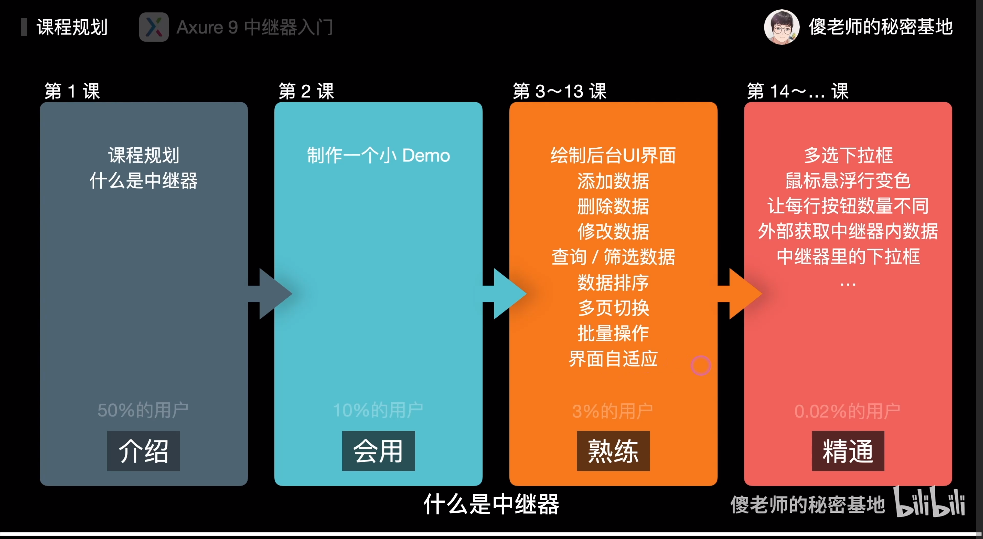 课程规划
Axure 9 中继器入门
傻老师的秘密基地
第 1 课
课程规划
什么是中继器
50%的用户
介绍
第 2 课
制作一个小 Demo
10%的用户
会用
第 3～13 课
绘制后台UI界面
添加数据
删除数据
修改数据
查询 / 筛选数据
数据排序
多页切换
批量操作
界面自适应
3%的用户
熟练
第 14～... 课
多选下拉框
鼠标悬浮行变色
让每行按钮数量不同
外部获取中继器内数据
中继器里的下拉框
...
0.02%的用户
精通
什么是中继器
傻老师的秘密基地
bilibili